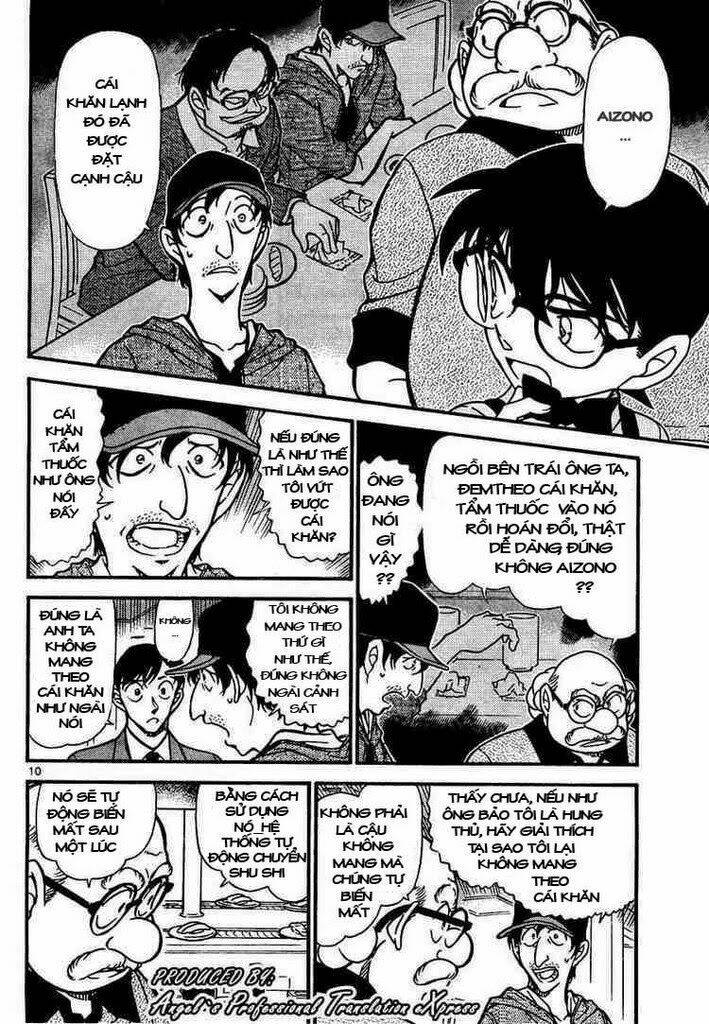 AIZONO
...
CÁI
KHĂN LẠNH
ĐÓ ĐÃ
ĐƯỢC
ĐẶT
CẠNH CẬU
NGỒI BÊN TRÁI ÔNG TA,
ĐEMTHEO CÁI KHĂN,
TẨM THUỐC VÀO NÓ
RỒI HOÁN ĐỔI, THẬT
DỄ DÀNG, ĐÚNG
KHÔNG AIZONO
??
ÔNG
ĐANG
NÓI
GÌ
VẬY
??
NẾU ĐÚNG
LÀ NHƯ THẾ
THÌ LÀM SAO
TÔI VỨT
ĐƯỢC
CÁI
KHĂN?
CÁI
KHĂN
TẨM
THUỐC
NHƯ ÔNG
NÓI
ĐẤY
TÔI KHÔNG
MANG THEO
THỨ GÌ
NHƯ THẾ,
ĐÚNG KHÔNG
NGÀI CẢNH
SÁT
KHÔNG
...
ĐÚNG LÀ
ANH TA
KHÔNG
MANG
THEO
CÁI KHĂN
NHƯ NGÀI
NÓI
10
THẤY CHƯA, NẾU NHƯ
ÔNG BẢO TÔI LÀ HUNG
THỦ, HÃY GIẢI THÍCH
TẠI SAO TÔI LẠI
KHÔNG MANG
THEO
CÁI KHĂN
KHÔNG PHẢI
LÀ CẬU
KHÔNG
MANG MÀ
CHÚNG TỰ
BIẾN
MẤT
BẰNG CÁCH
SỬ DỤNG
NÓ_HỆ
THỐNG TỰ
ĐỘNG CHUYỂN
SHU SHI
NÓ SẼ TỰ
ĐỘNG BIẾN
MẤT SAU
MỘT LÚC
PRODUCED BY:
Angel's Professional Translation eXpress